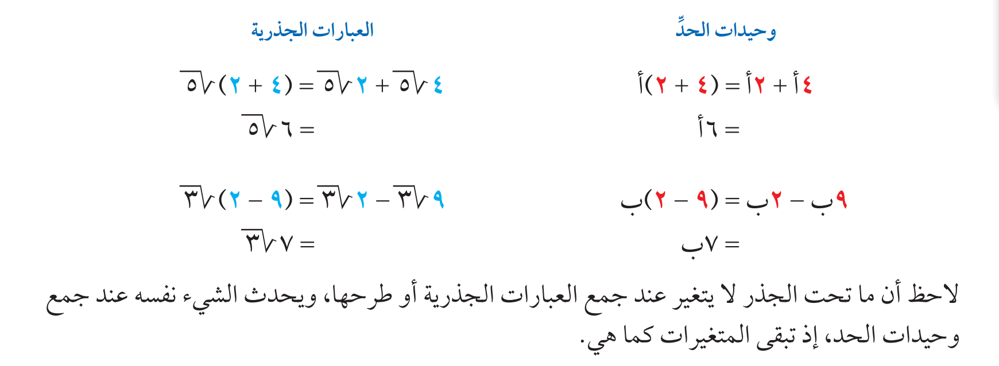 وحيدات الحدِّ
العبارات الجذرية
٤أ + ٢أ = (٤ + ٢)أ
٤√٥ + ٢√٥ = (٤ + ٢)√٥
= ٦أ
= ٦√٥
٩ب – ٢ب = (٩ – ٢)ب
٩√٣ – ٢√٣ = (٩ – ٢)√٣
= ٧ب
= ٧√٣
لاحظ أن ما تحت الجذر لا يتغير عند جمع العبارات الجذرية أو طرحها، ويحدث الشيء نفسه عند جمع
وحيدات الحد، إذ تبقى المتغيرات كما هي.